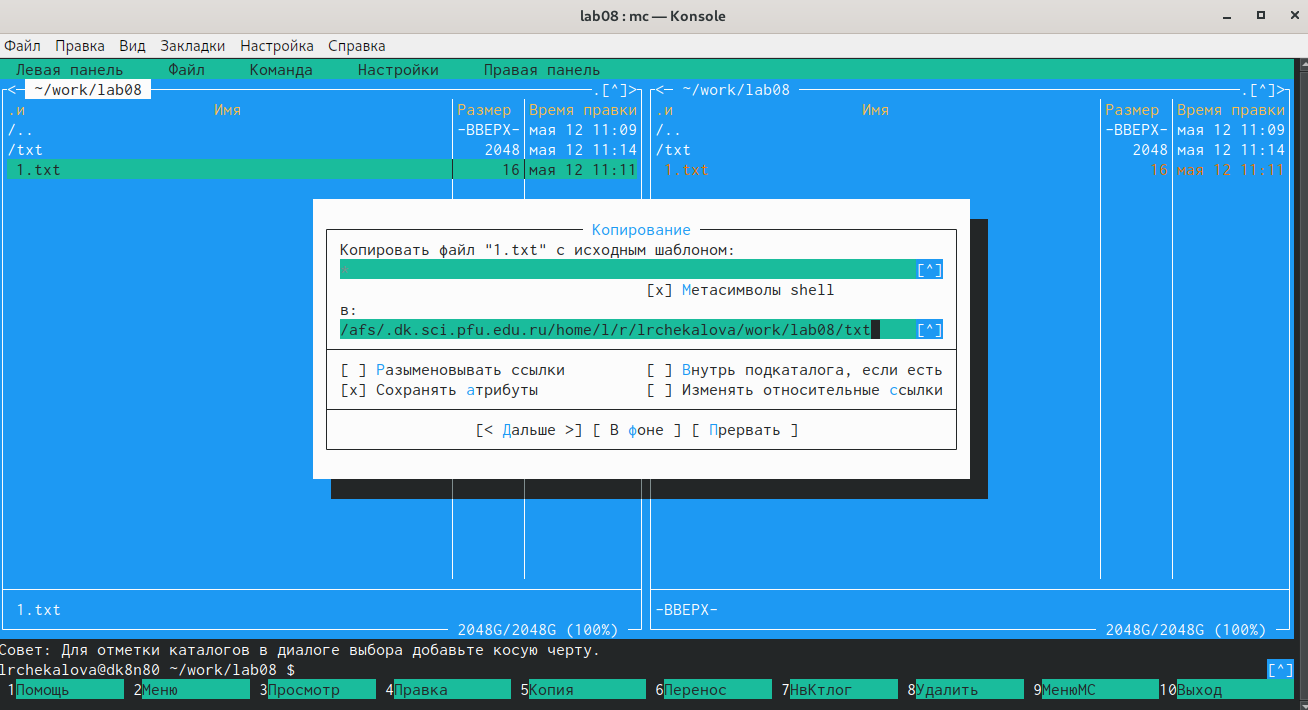 lab08 : mc — Konsole
Файл Правка Вид Закладки Настройка Справка
Левая панель Файл Команда Настройки Правая панель
<─ ~/work/lab08 .[^]> <─ ~/work/lab08 .[^]>
.и Имя Размер Время правки .и Имя Размер Время правки
/.. -ВВЕРХ- мая 12 11:09 /.. -ВВЕРХ- мая 12 11:09
/txt 2048 мая 12 11:14 /txt 2048 мая 12 11:14
1.txt 16 мая 12 11:11 1.txt 16 мая 12 11:11
Копирование
Копировать файл "1.txt" с исходным шаблоном:
[^]
[x] Метасимволы shell
в:
/afs/.dk.sci.pfu.edu.ru/home/l/r/lrchekalova/work/lab08/txt [^]
[ ] Разыменовывать ссылки [ ] Внутрь подкаталога, если есть
[x] Сохранять атрибуты [ ] Изменять относительные ссылки
[< Дальше >] [ В фоне ] [ Прервать ]
1.txt -ВВЕРХ-
2048G/2048G (100%) 2048G/2048G (100%)
Совет: Для отметки каталогов в диалоге выбора добавьте косую черту.
lrchekalova@dk8n80 ~/work/lab08 $ [^]
1Помощь 2Меню 3Просмотр 4Правка 5Копия 6Перенос 7НвКтлог 8Удалить 9МенюМС 10Выход